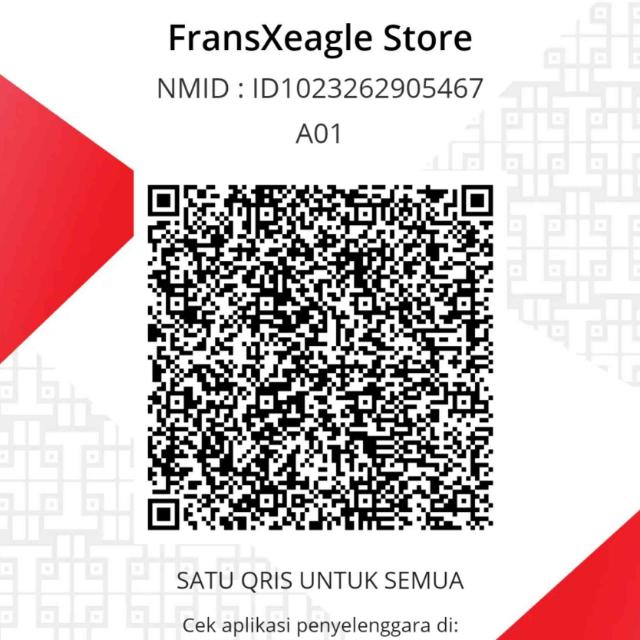 FransXeagle Store
NMID : ID1023262905467
A01
SATU QRIS UNTUK SEMUA
Cek aplikasi penyelenggara di: